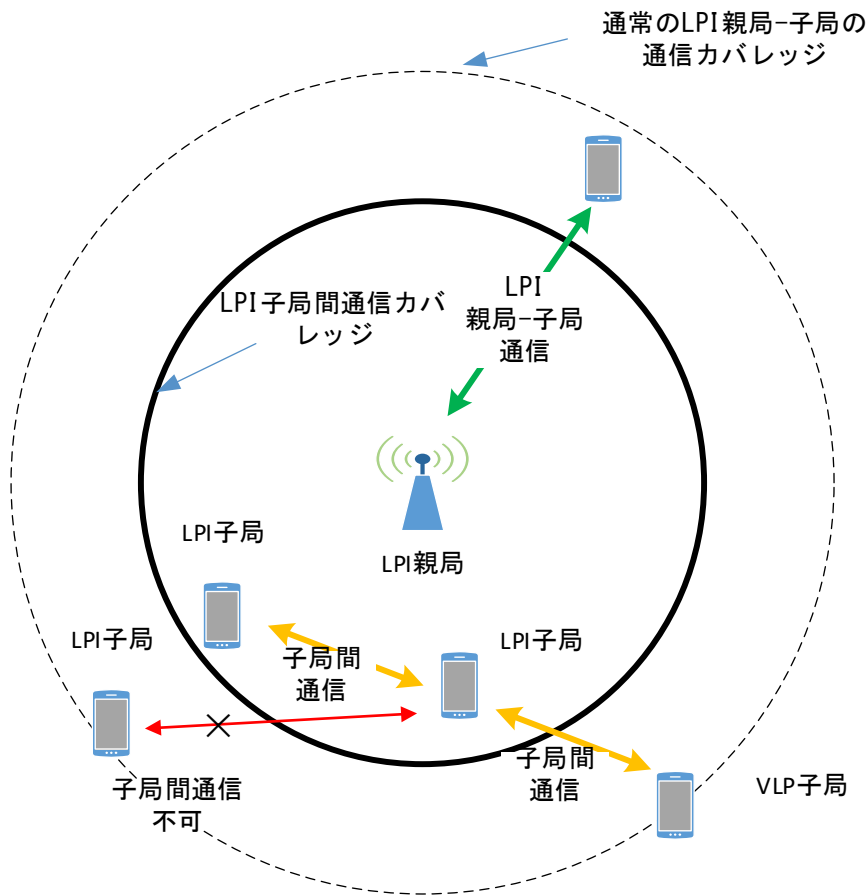 通常のLPI親局-子局の
通信カバレッジ
LPI
親局-子局
通信
LPI子局間通信カバ
レッジ
LPI子局
LPI親局
LPI子局
LPI子局
子局間
通信
子局間
通信
子局間通信
不可
VLP子局